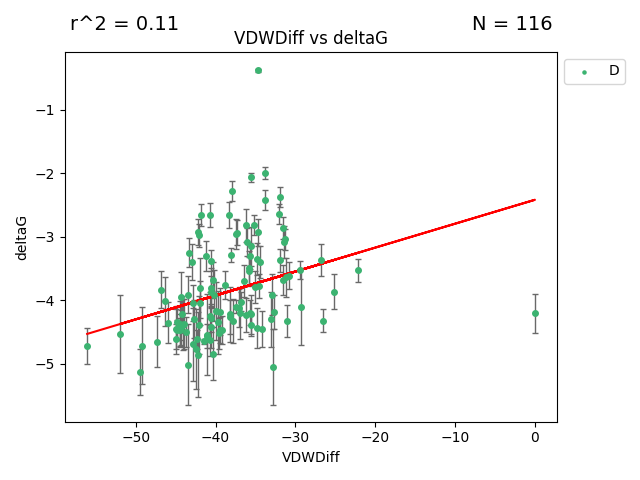 r^2 = 0.11
N = 116
VDWDiff vs deltaG
D
deltaG
−1
−2
−3
−4
−5
−50
−40
−30
−20
−10
0
VDWDiff